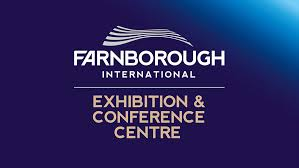 FARNBOROUGH
INTERNATIONAL
EXHIBITION &
CONFERENCE
CENTRE